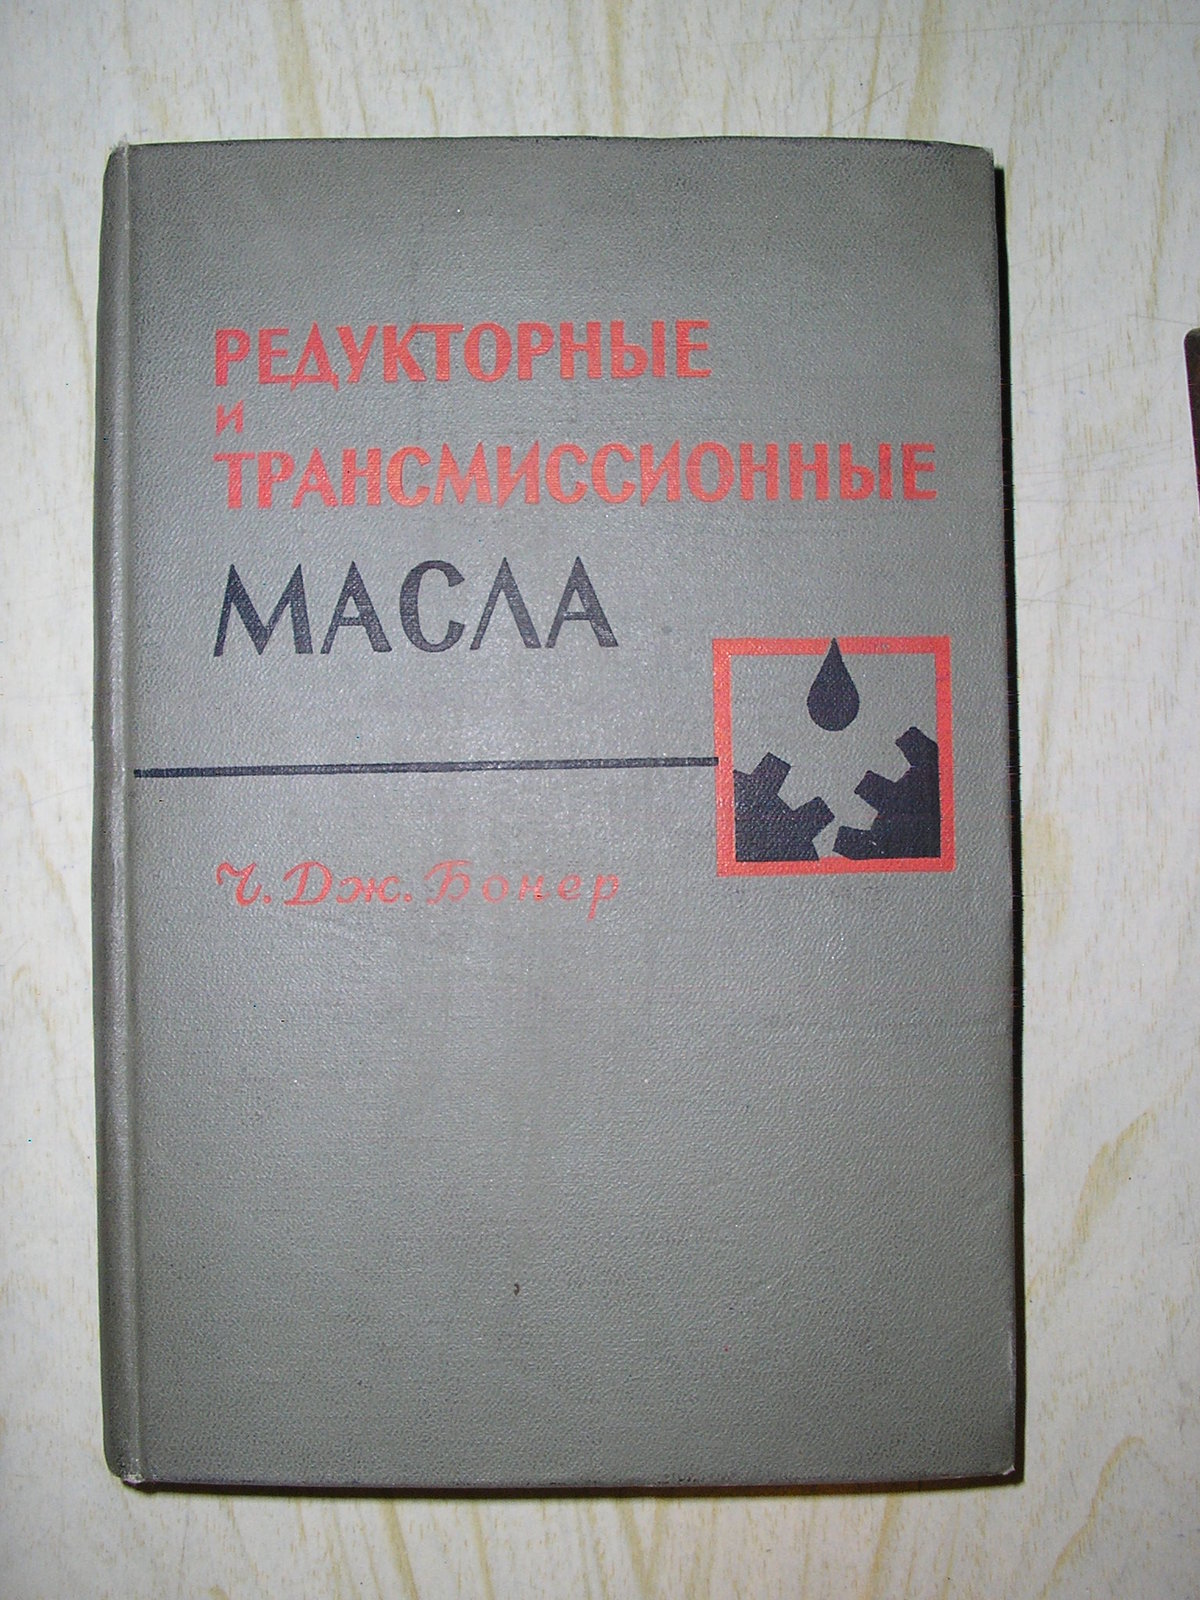 РЕДУКТОРНЫЕ
И
ТРАНСМИССИОННЫЕ
МАСЛА
Ч. Дж. Бонер